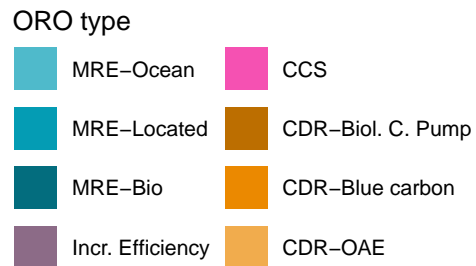 ORO type
MRE−Ocean
MRE−Located
MRE−Bio
Incr. Efficiency
CCS
CDR−Biol. C. Pump
CDR−Blue carbon
CDR−OAE